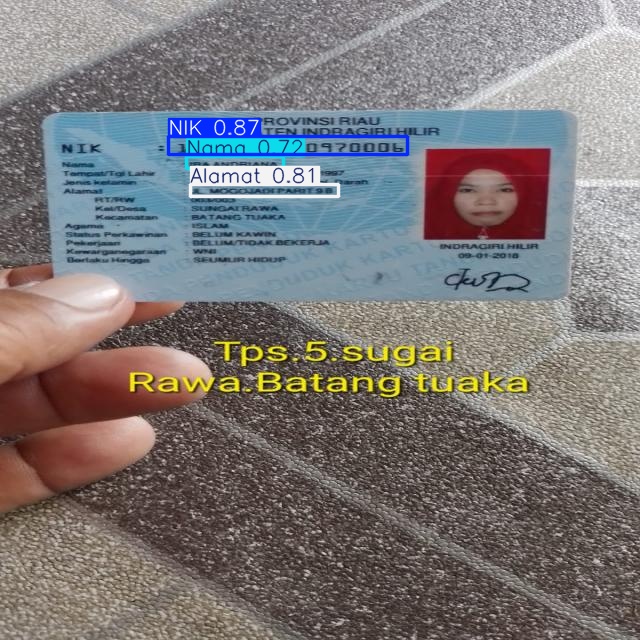 ROVINSI RIAU
TEN INDRAGIRI HILIR
NIK 0.87
NIK : 1 0970006
Nama 0.72
Nama ANDRIANA
Tempat/Tgl Lahir 1997
Jenis kelamin
Alamat 0.81
Alamat JL MOGOJADI PARIT 9 B
RT/RW 003/003
Kel/Desa SUNGAI RAWA
Kecamatan BATANG TUAKA
Agama ISLAM
Status Perkawinan : BELUM KAWIN
Pekerjaan : BELUM/TIDAK BEKERJA
Kewarganegaraan : WNI
Berlaku Hingga : SEUMUR HIDUP
INDRAGIRI HILIR
09-01-2018
Tps.5.sugai
Rawa.Batang tuaka